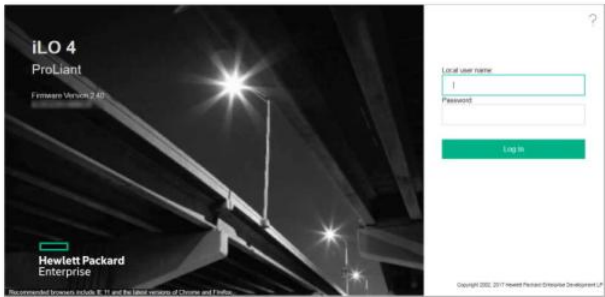 iLO 4
ProLiant
Firmware Version 2.40
Hewlett Packard
Enterprise
Recommended browsers include IE 11 and the latest versions of Chrome and Firefox.
?
Local user name:
Password:
Log In
Copyright 2002, 2017 Hewlett Packard Enterprise Development LP